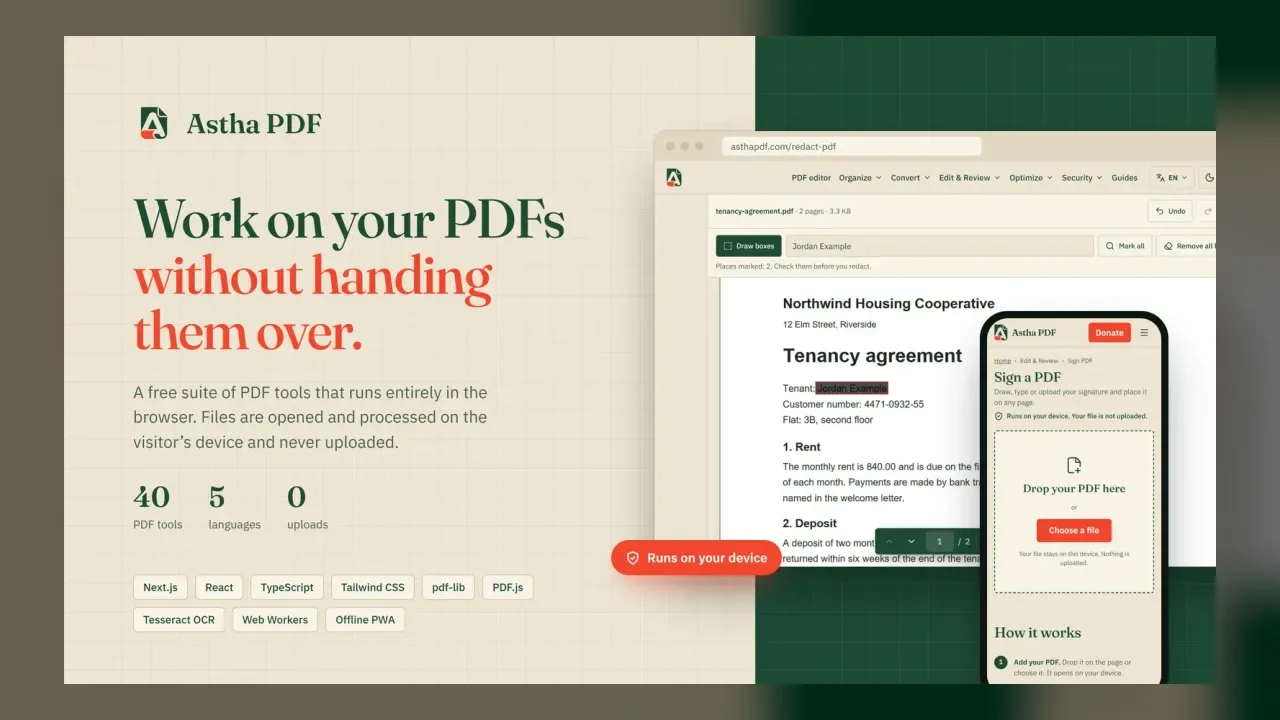 Astha PDF
Work on your PDFs
without handing
them over.
A free suite of PDF tools that runs entirely in the
browser. Files are opened and processed on the
visitor's device and never uploaded.
40 5 0
PDF tools languages uploads
Next.js React TypeScript Tailwind CSS pdf-lib PDF.js
Tesseract OCR Web Workers Offline PWA
asthapdf.com/redact-pdf
PDF editor Organize Convert Edit & Review Optimize Security Guides EN
tenancy-agreement.pdf · 2 pages · 3.3 KB
Undo
Draw boxes Jordan Example Mark all Remove all
Places marked: 2. Check them before you redact.
Northwind Housing Cooperative
12 Elm Street, Riverside
Tenancy agreement
Tenant: Jordan Example
Customer number: 4471-0932-55
Flat: 3B, second floor
1. Rent
The monthly rent is 840.00 and is due on the
of each month. Payments are made by bank
named in the welcome letter.
2. Deposit
A deposit of two
returned within six weeks of the end of the
1 / 2
Runs on your device
Astha PDF Donate
Home › Edit & Review › Sign PDF
Sign a PDF
Draw, type or upload your signature and place it
on any page.
Runs on your device. Your file is not uploaded.
Drop your PDF here
or
Choose a file
Your file stays on this device. Nothing is
uploaded.
How it works
1 Add your PDF. Drop it on the page or
choose it. It opens on your device.